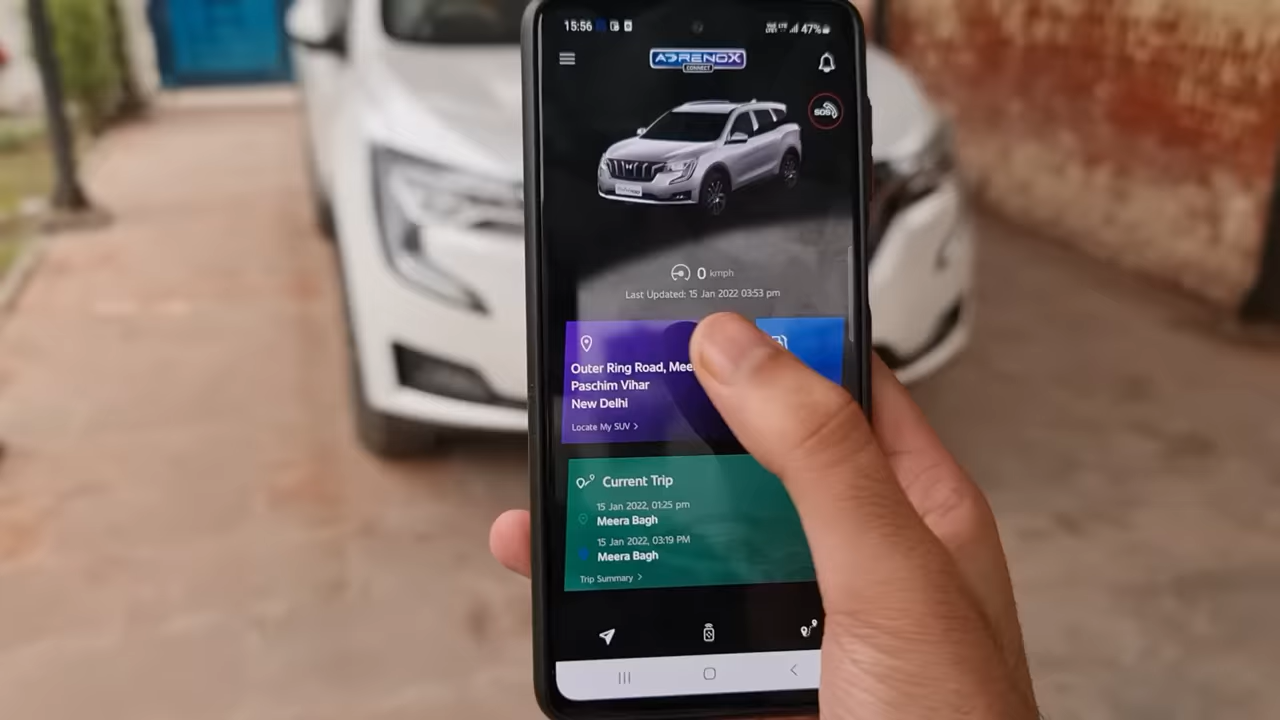 15:56
47%
ADRENOX
CONNECT
SOS
0 kmph
Last Updated: 15 Jan 2022 03:53 pm
Outer Ring Road, Mee
Paschim Vihar
New Delhi
Locate My SUV >
Current Trip
15 Jan 2022, 01:25 pm
Meera Bagh
15 Jan 2022, 03:19 PM
Meera Bagh
Trip Summary >